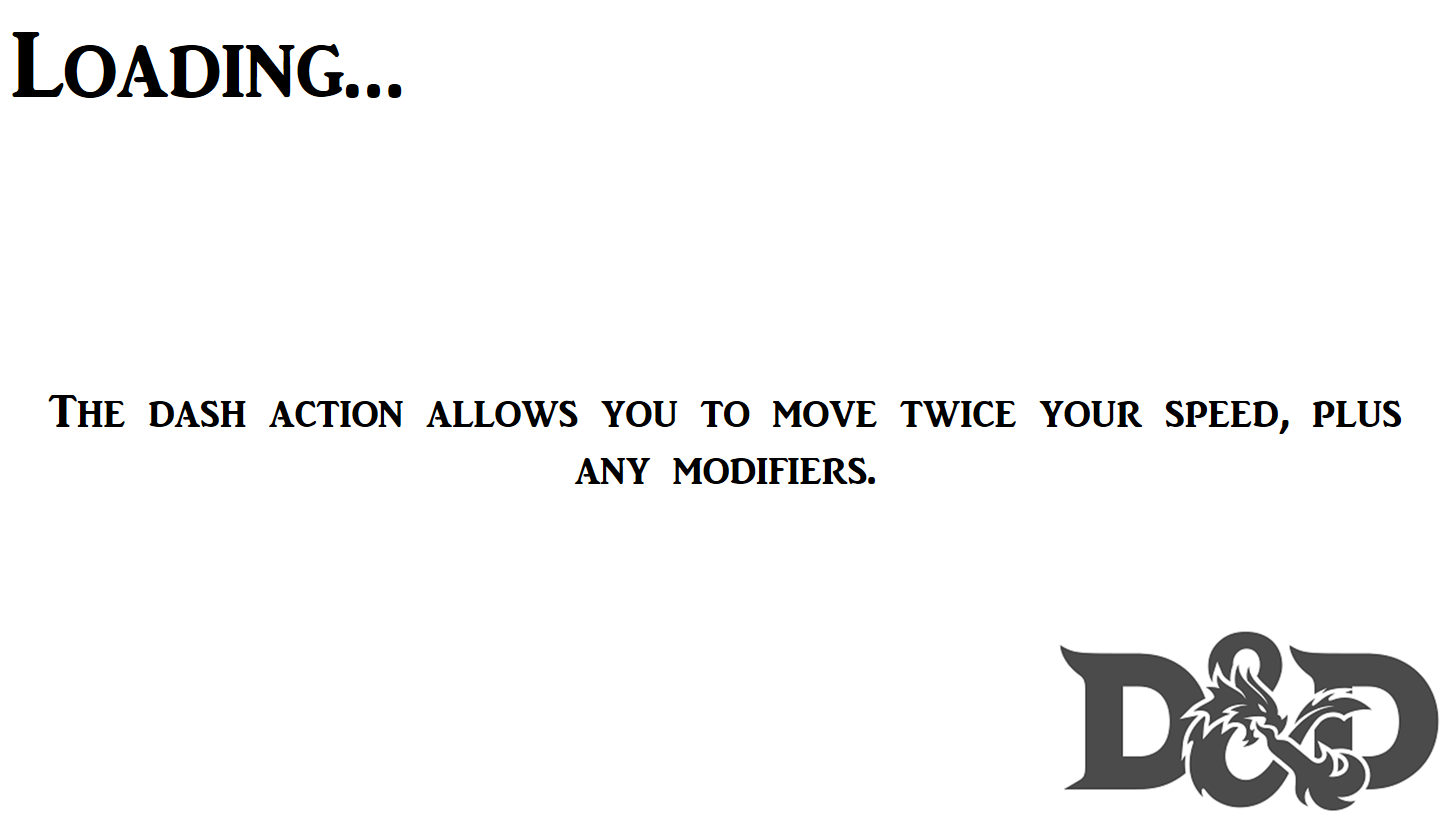 Loading...
The dash action allows you to move twice your speed, plus
any modifiers.
D&D